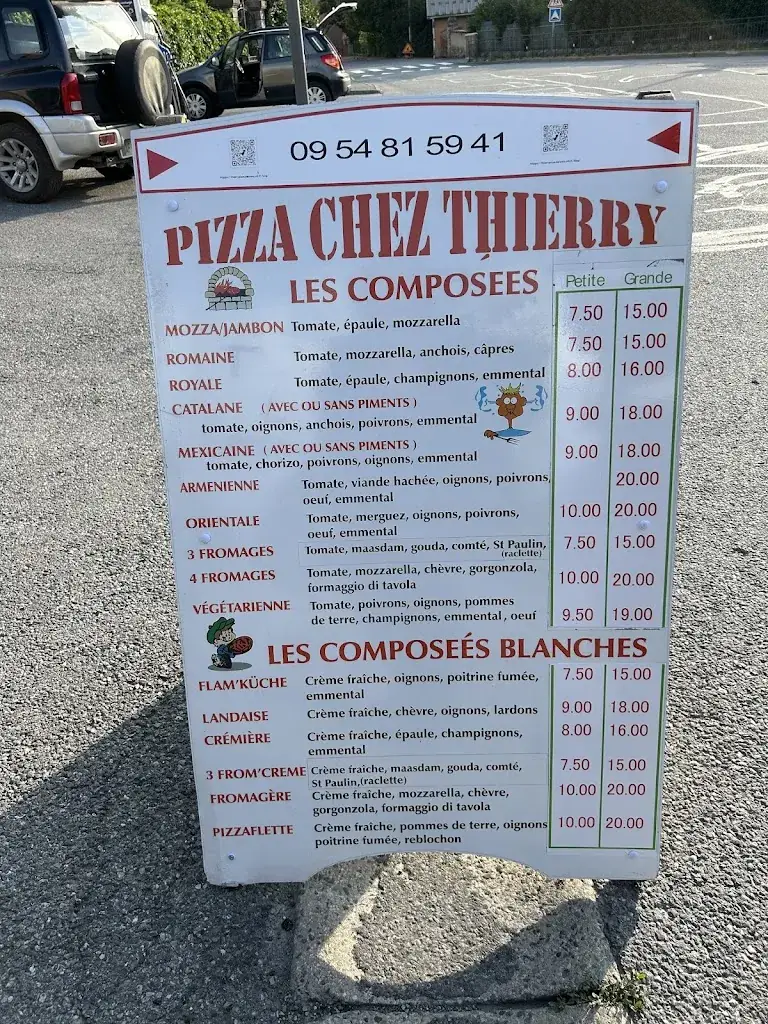 09 54 81 59 41
PIZZA CHEZ THIERRY
LES COMPOSÉES Petite Grande
MOZZA/JAMBON Tomate, épaule, mozzarella 7.50 15.00
ROMAINE Tomate, mozzarella, anchois, câpres 7.50 15.00
ROYALE Tomate, épaule, champignons, emmental 8.00 16.00
CATALANE ( AVEC OU SANS PIMENTS )
tomate, oignons, anchois, poivrons, emmental 9.00 18.00
MEXICAINE ( AVEC OU SANS PIMENTS ) 9.00 18.00
tomate, chorizo, poivrons, oignons, emmental
ARMENIENNE Tomate, viande hachée, oignons, poivrons, 20.00
oeuf, emmental
ORIENTALE Tomate, merguez, oignons, poivrons, 10.00 20.00
oeuf, emmental
3 FROMAGES Tomate, maasdam, gouda, comté, St Paulin, 7.50 15.00
(raclette)
4 FROMAGES Tomate, mozzarella, chèvre, gorgonzola, 10.00 20.00
formaggio di tavola
VÉGÉTARIENNE Tomate, poivrons, oignons, pommes
de terre, champignons, emmental, oeuf 9.50 19.00
LES COMPOSEÉS BLANCHES
FLAM'KÜCHE Crème fraîche, oignons, poitrine fumée, 7.50 15.00
emmental
LANDAISE Crème fraîche, chèvre, oignons, lardons 9.00 18.00
CRÉMIÈRE Crème fraîche, épaule, champignons, 8.00 16.00
emmental
3 FROM'CREME Crème fraîche, maasdam, gouda, comté, 7.50 15.00
St Paulin,(raclette)
FROMAGÈRE Crème fraîche, mozzarella, chèvre, 10.00 20.00
gorgonzola, formaggio di tavola
PIZZAFLETTE Crème fraîche, pommes de terre, oignons 10.00 20.00
poitrine fumée, reblochon